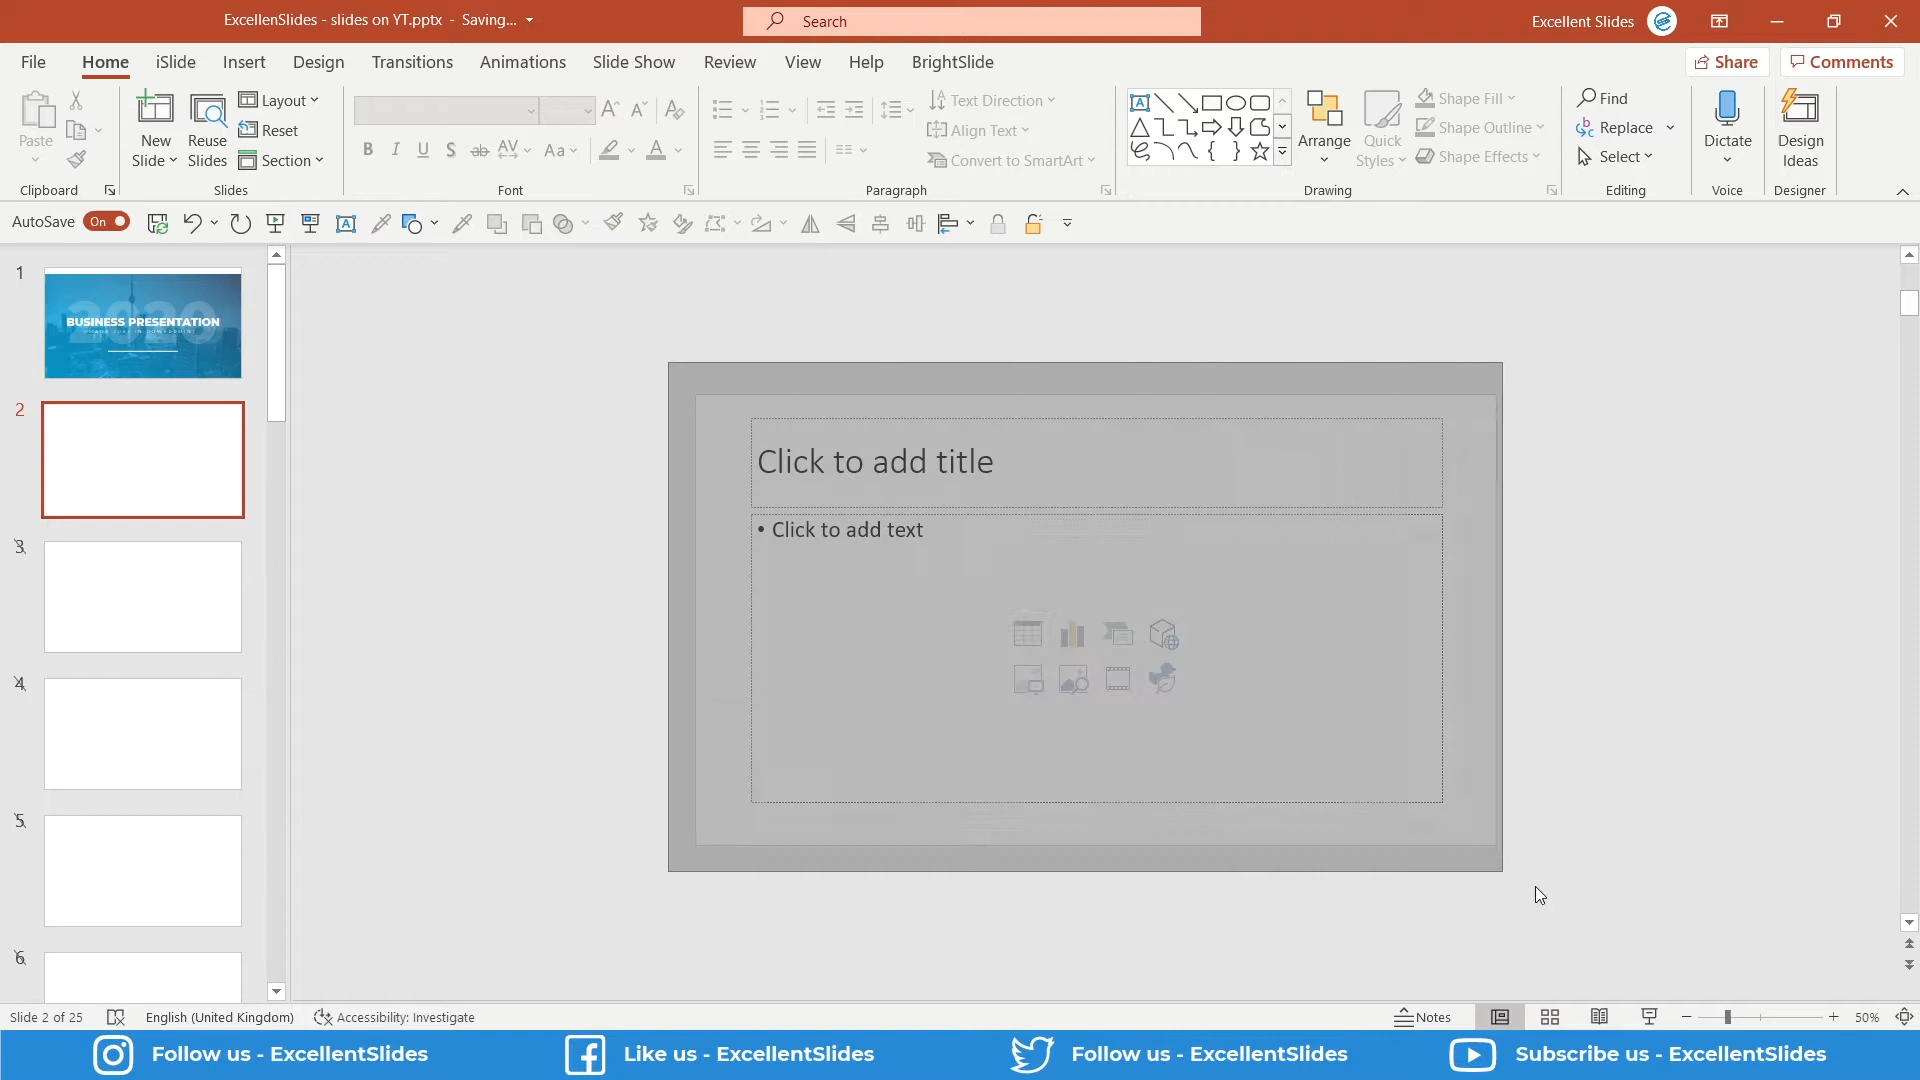 ExcellenSlides - slides on YT.pptx - Saving...
Search
Excellent Slides
File Home iSlide Insert Design Transitions Animations Slide Show Review View Help BrightSlide
Share
Comments
Paste
Clipboard
New Slide
Reuse Slides
Layout
Reset
Section
Slides
B I U S ab AV Aa A
Font
Text Direction
Align Text
Convert to SmartArt
Paragraph
Arrange
Quick Styles
Shape Fill
Shape Outline
Shape Effects
Drawing
Find
Replace
Select
Editing
Dictate
Voice
Design Ideas
Designer
AutoSave On
1
2020
BUSINESS PRESENTATION
2
3
4
5
6
Click to add title
• Click to add text
Slide 2 of 25
English (United Kingdom)
Accessibility: Investigate
Notes
50%
Follow us - ExcellentSlides
Like us - ExcellentSlides
Follow us - ExcellentSlides
Subscribe us - ExcellentSlides